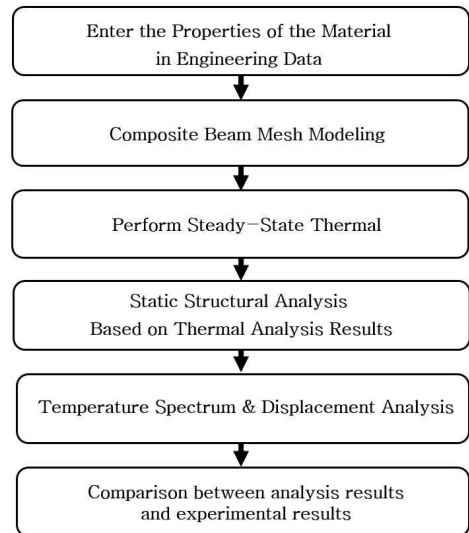 Enter the Properties of the Material
in Engineering Data
Composite Beam Mesh Modeling
Perform Steady-State Thermal
Static Structural Analysis
Based on Thermal Analysis Results
Temperature Spectrum & Displacement Analysis
Comparison between analysis results
and experimental results